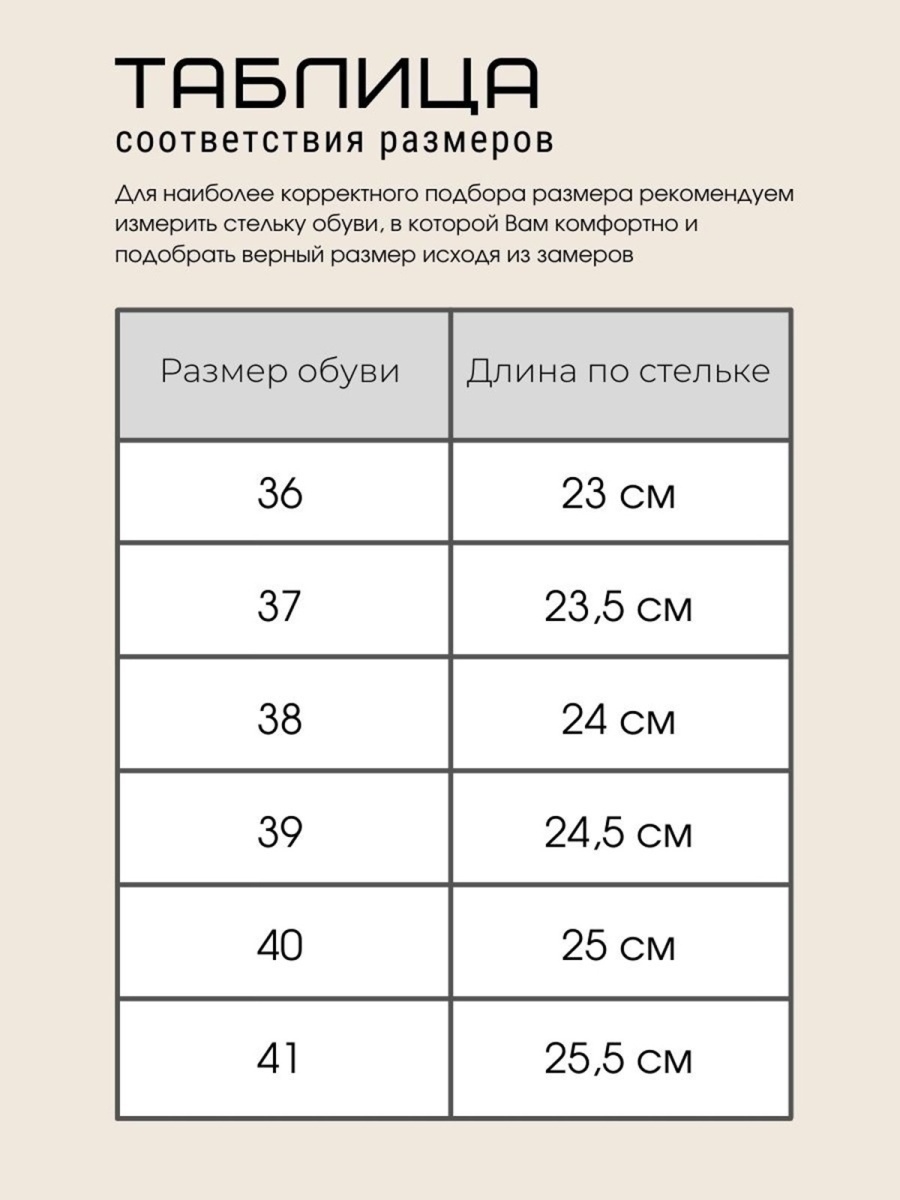 ТАБЛИЦА
соответствия размеров
Для наиболее корректного подбора размера рекомендуем
измерить стельку обуви, в которой Вам комфортно и
подобрать верный размер исходя из замеров
Размер обуви Длина по стельке
36 23 см
37 23,5 см
38 24 см
39 24,5 см
40 25 см
41 25,5 см